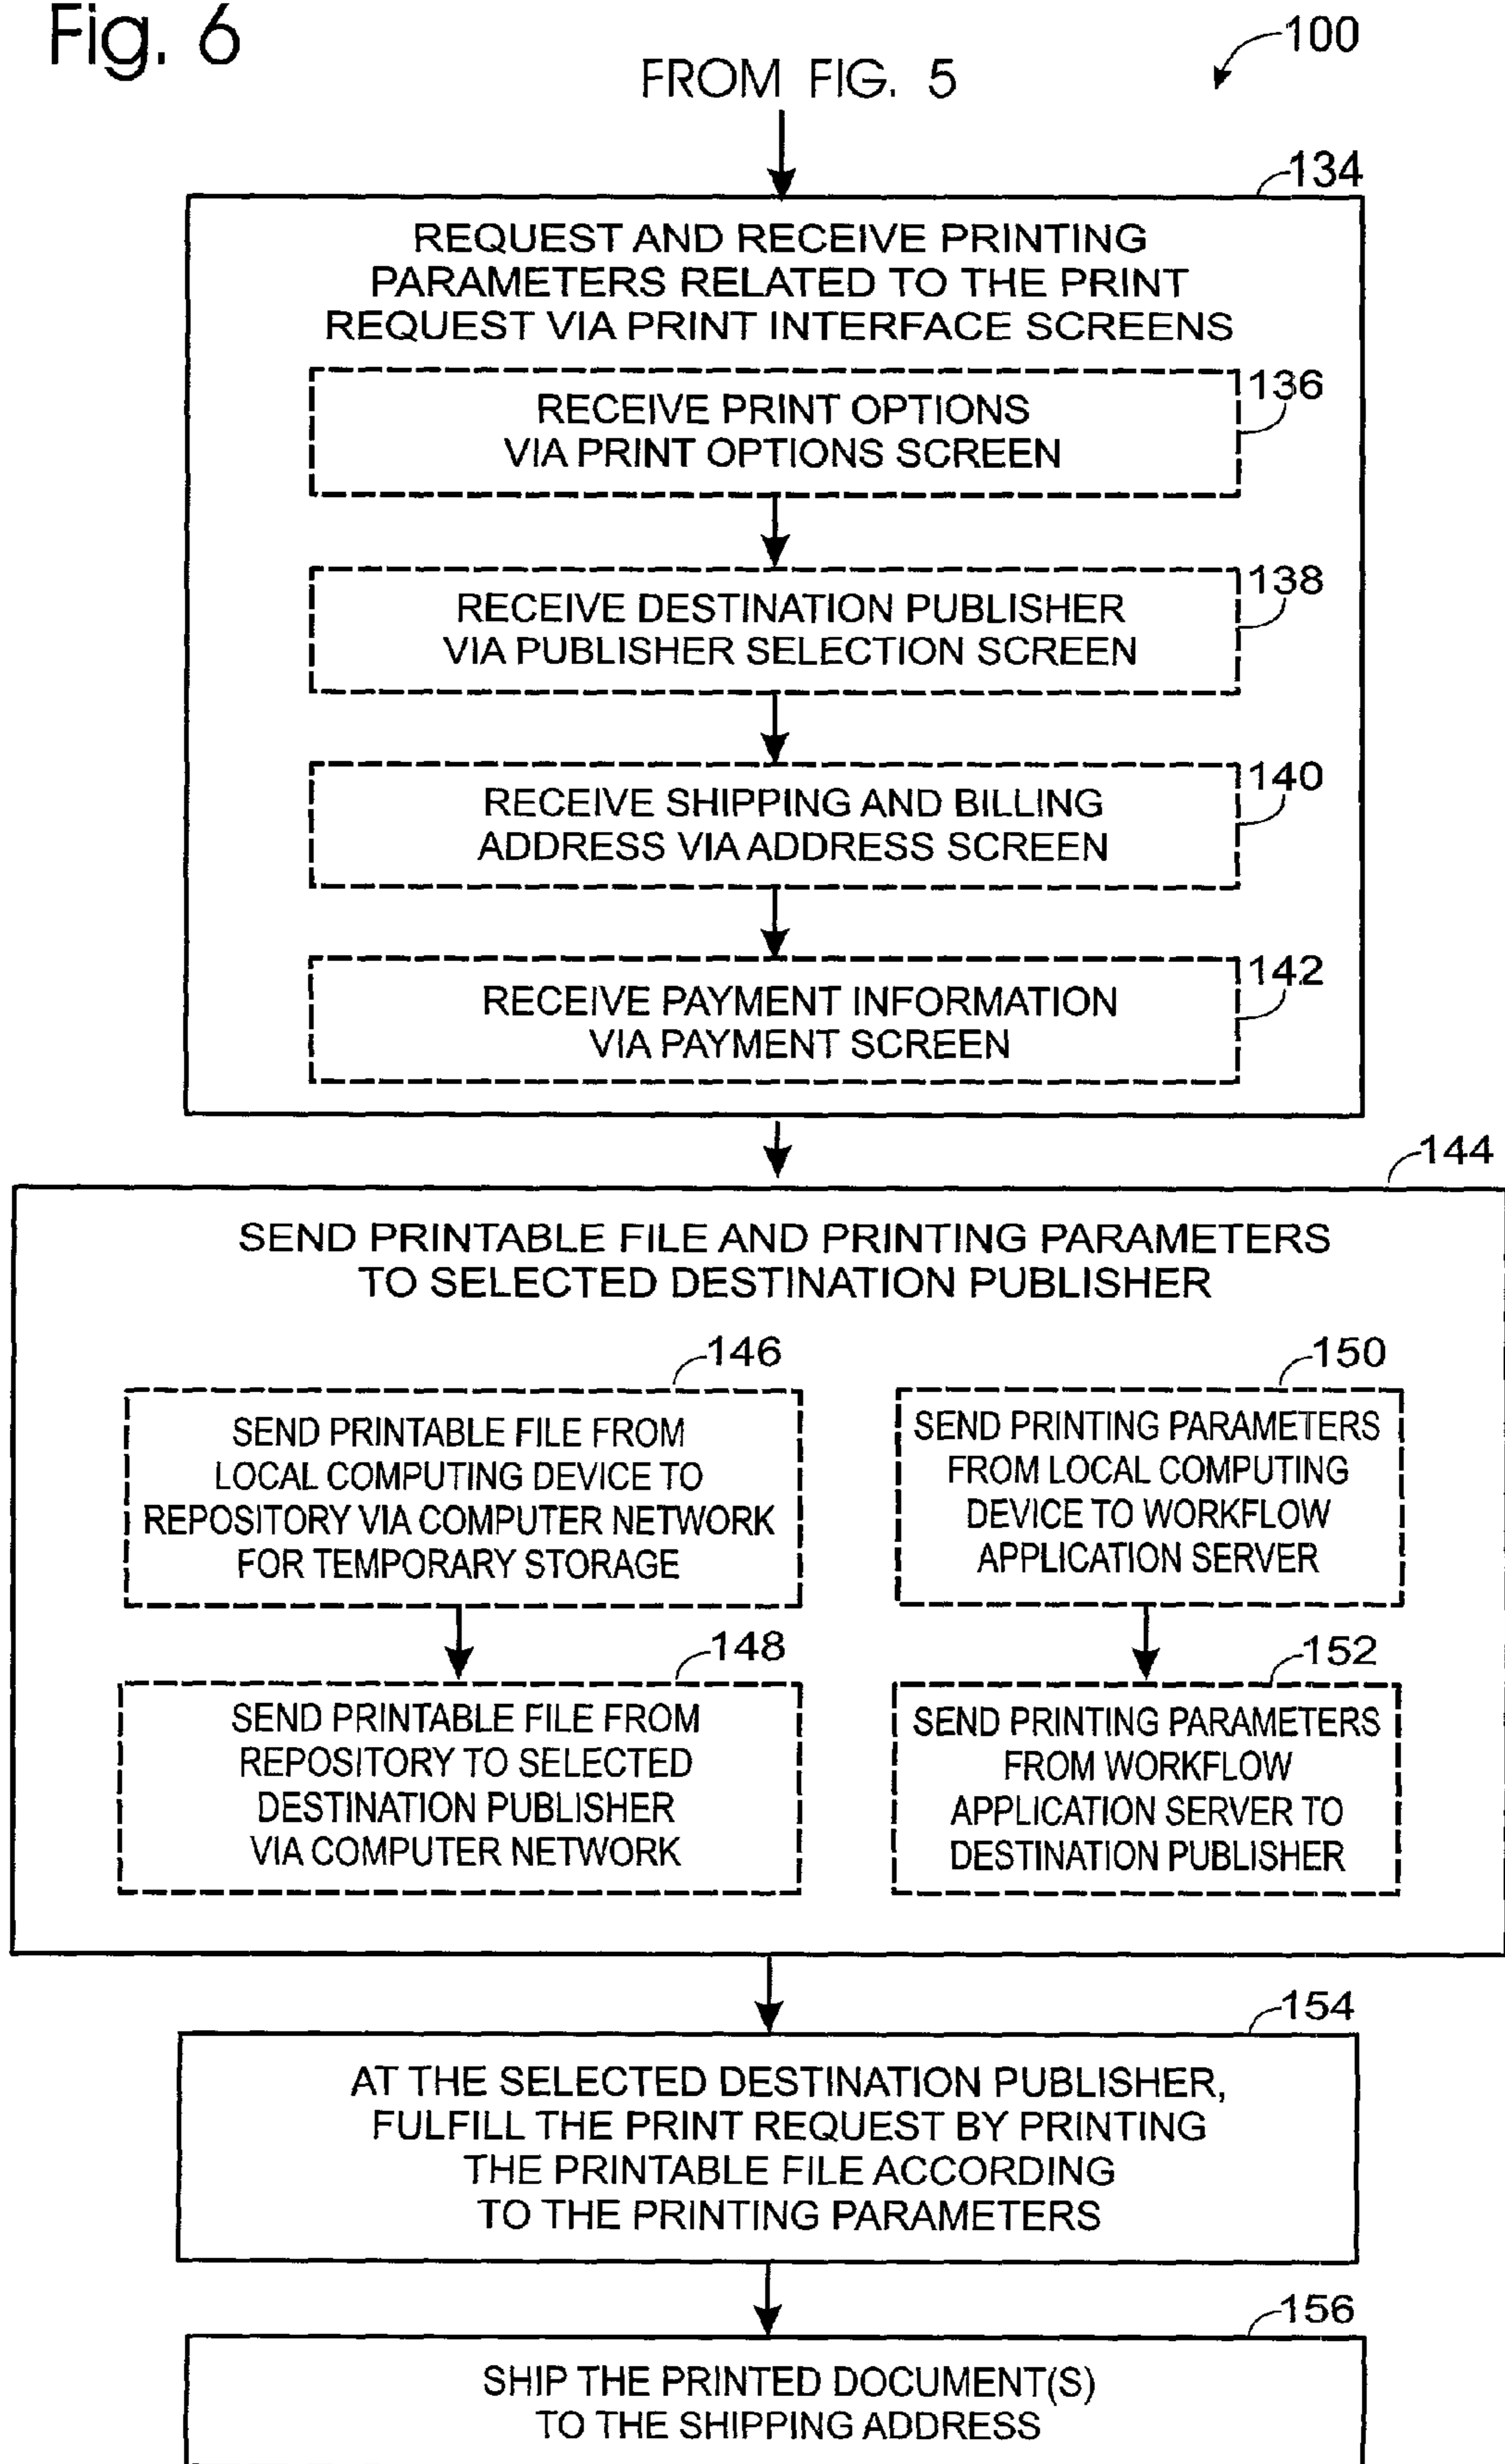 Fig. 6
100
FROM FIG. 5
134
REQUEST AND RECEIVE PRINTING
PARAMETERS RELATED TO THE PRINT
REQUEST VIA PRINT INTERFACE SCREENS
136
RECEIVE PRINT OPTIONS
VIA PRINT OPTIONS SCREEN
138
RECEIVE DESTINATION PUBLISHER
VIA PUBLISHER SELECTION SCREEN
140
RECEIVE SHIPPING AND BILLING
ADDRESS VIA ADDRESS SCREEN
142
RECEIVE PAYMENT INFORMATION
VIA PAYMENT SCREEN
144
SEND PRINTABLE FILE AND PRINTING PARAMETERS
TO SELECTED DESTINATION PUBLISHER
146
SEND PRINTABLE FILE FROM
LOCAL COMPUTING DEVICE TO
REPOSITORY VIA COMPUTER NETWORK
FOR TEMPORARY STORAGE
148
SEND PRINTABLE FILE FROM
REPOSITORY TO SELECTED
DESTINATION PUBLISHER
VIA COMPUTER NETWORK
150
SEND PRINTING PARAMETERS
FROM LOCAL COMPUTING
DEVICE TO WORKFLOW
APPLICATION SERVER
152
SEND PRINTING PARAMETERS
FROM WORKFLOW
APPLICATION SERVER TO
DESTINATION PUBLISHER
154
AT THE SELECTED DESTINATION PUBLISHER,
FULFILL THE PRINT REQUEST BY PRINTING
THE PRINTABLE FILE ACCORDING
TO THE PRINTING PARAMETERS
156
SHIP THE PRINTED DOCUMENT(S)
TO THE SHIPPING ADDRESS